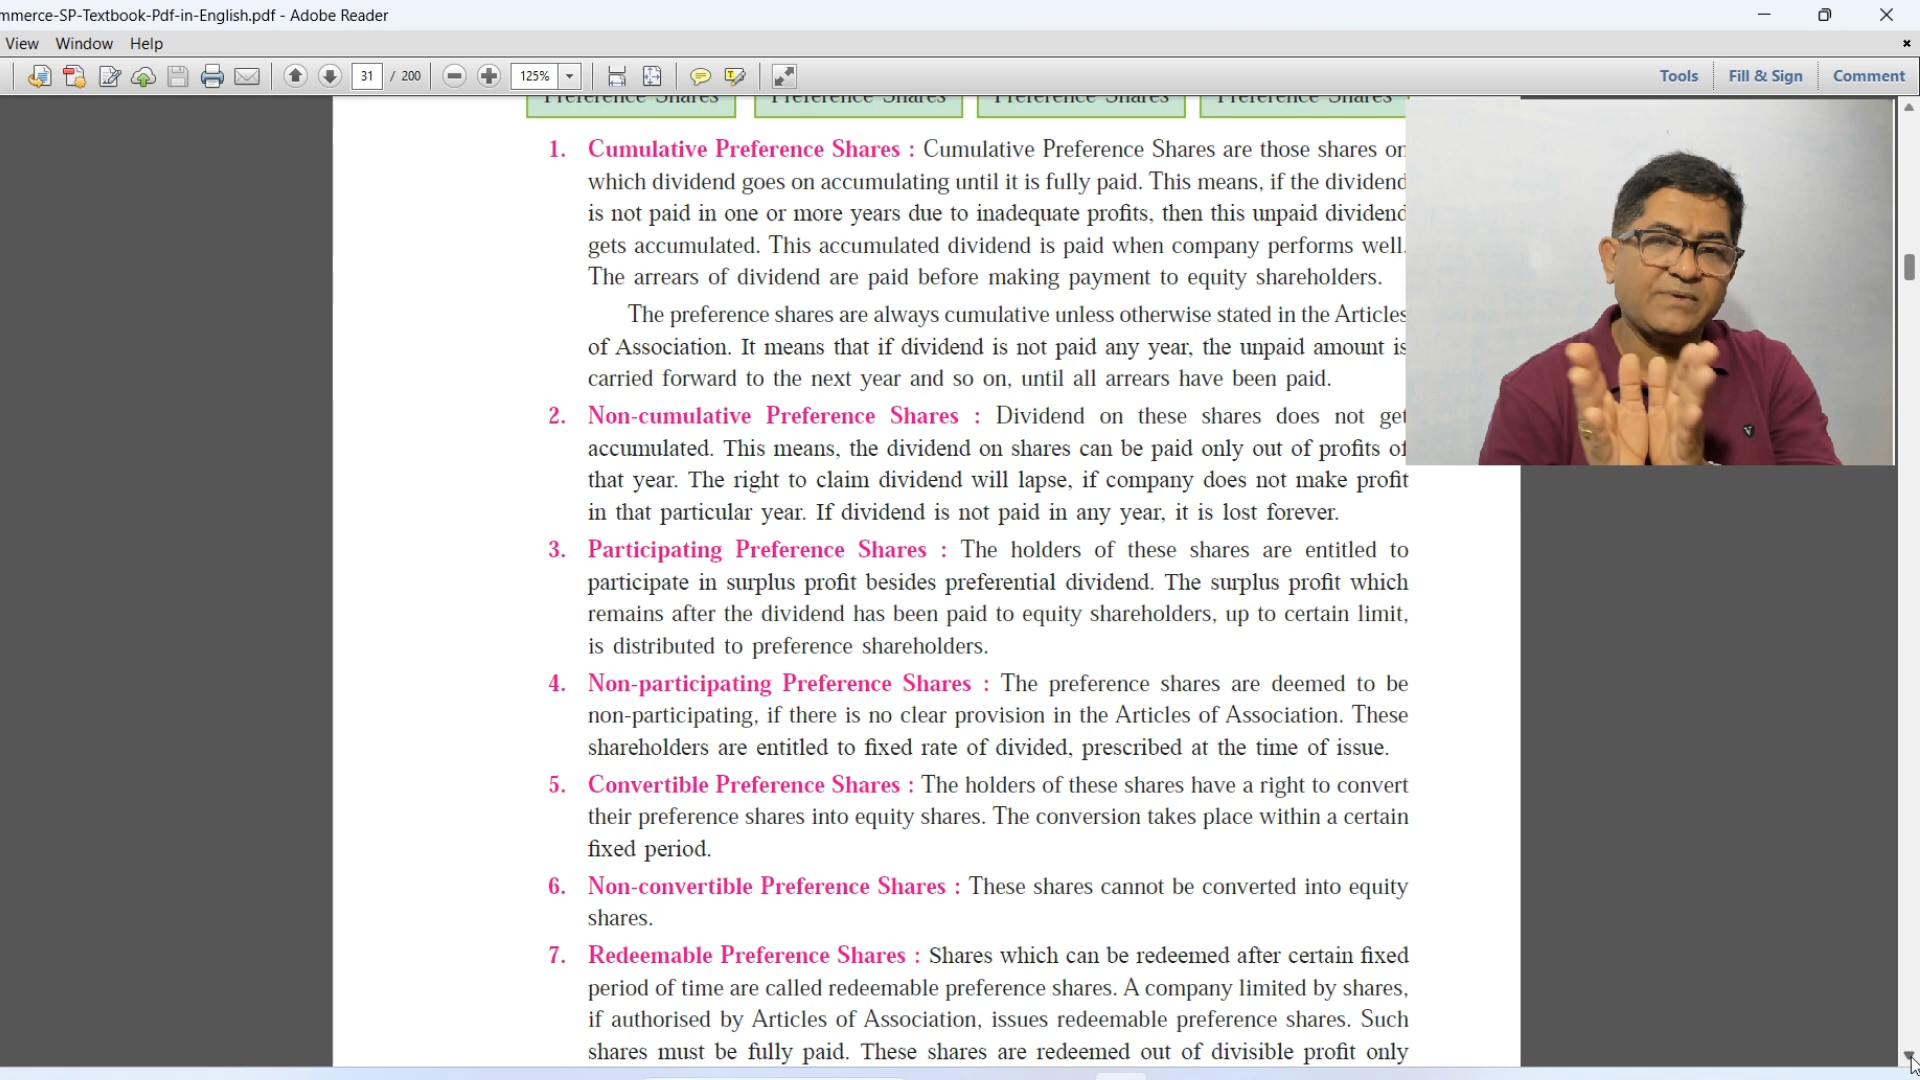 mmerce-SP-Textbook-Pdf-in-English.pdf - Adobe Reader
View Window Help
31 / 200 125% Tools Fill & Sign Comment
Preference Shares Preference Shares Preference Shares Preference Shares
1. Cumulative Preference Shares : Cumulative Preference Shares are those shares on
which dividend goes on accumulating until it is fully paid. This means, if the dividend
is not paid in one or more years due to inadequate profits, then this unpaid dividend
gets accumulated. This accumulated dividend is paid when company performs well.
The arrears of dividend are paid before making payment to equity shareholders.
The preference shares are always cumulative unless otherwise stated in the Articles
of Association. It means that if dividend is not paid any year, the unpaid amount is
carried forward to the next year and so on, until all arrears have been paid.
2. Non-cumulative Preference Shares : Dividend on these shares does not get
accumulated. This means, the dividend on shares can be paid only out of profits of
that year. The right to claim dividend will lapse, if company does not make profit
in that particular year. If dividend is not paid in any year, it is lost forever.
3. Participating Preference Shares : The holders of these shares are entitled to
participate in surplus profit besides preferential dividend. The surplus profit which
remains after the dividend has been paid to equity shareholders, up to certain limit,
is distributed to preference shareholders.
4. Non-participating Preference Shares : The preference shares are deemed to be
non-participating, if there is no clear provision in the Articles of Association. These
shareholders are entitled to fixed rate of divided, prescribed at the time of issue.
5. Convertible Preference Shares : The holders of these shares have a right to convert
their preference shares into equity shares. The conversion takes place within a certain
fixed period.
6. Non-convertible Preference Shares : These shares cannot be converted into equity
shares.
7. Redeemable Preference Shares : Shares which can be redeemed after certain fixed
period of time are called redeemable preference shares. A company limited by shares,
if authorised by Articles of Association, issues redeemable preference shares. Such
shares must be fully paid. These shares are redeemed out of divisible profit only